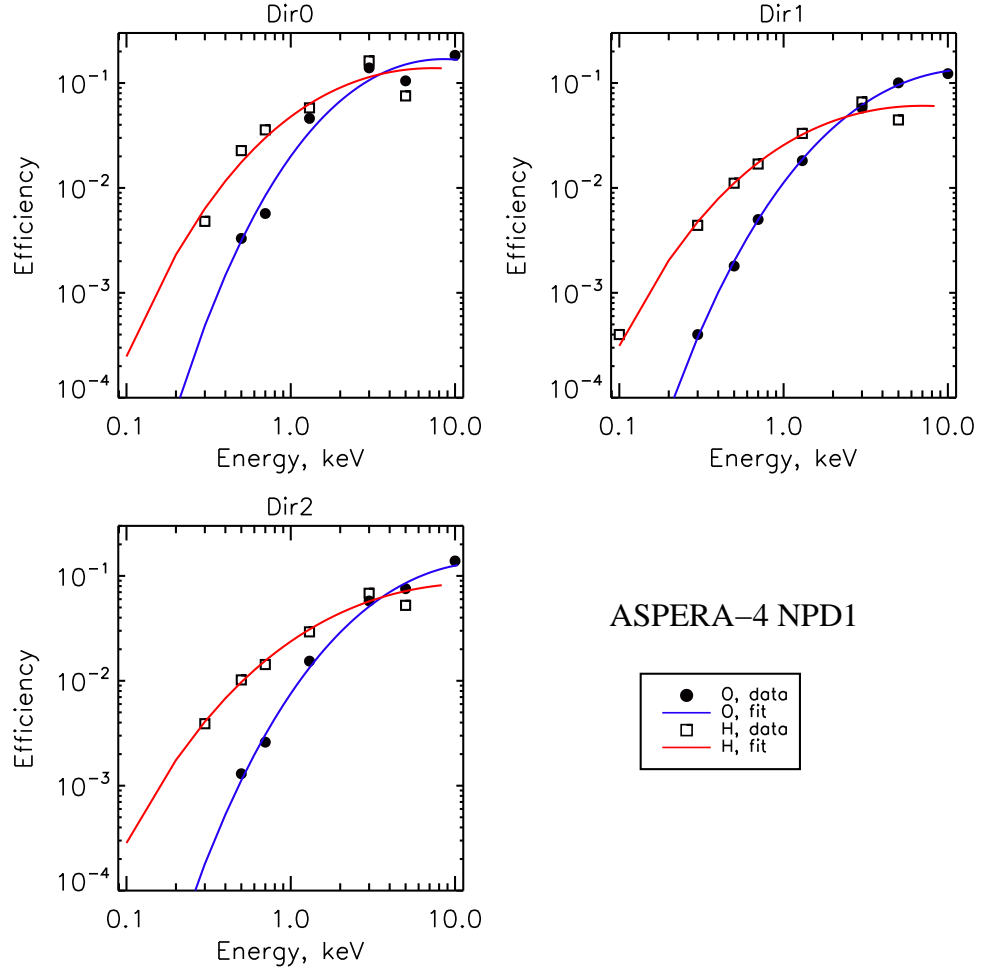 Dir0
Efficiency
10⁻¹
10⁻²
10⁻³
10⁻⁴
0.1 1.0 10.0
Energy, keV
Dir1
Efficiency
10⁻¹
10⁻²
10⁻³
10⁻⁴
0.1 1.0 10.0
Energy, keV
Dir2
Efficiency
10⁻¹
10⁻²
10⁻³
10⁻⁴
0.1 1.0 10.0
Energy, keV
ASPERA–4 NPD1
O, data
O, fit
H, data
H, fit